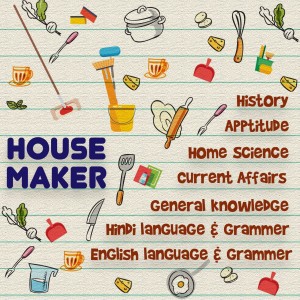 History
Apptitude
HOUSE
MAKER
Home Science
Current Affairs
General knowledge
Hindi language & Grammer
English language & Grammer